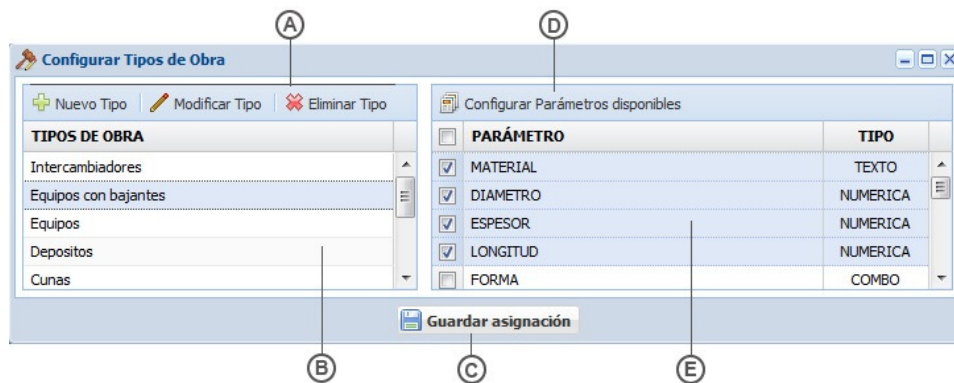 A
D
Configurar Tipos de Obra
Nuevo Tipo Modificar Tipo Eliminar Tipo
Configurar Parámetros disponibles
TIPOS DE OBRA
PARÁMETRO TIPO
Intercambiadores
MATERIAL TEXTO
Equipos con bajantes
DIAMETRO NUMERICA
Equipos
ESPESOR NUMERICA
Depositos
LONGITUD NUMERICA
Cunas
FORMA COMBO
Guardar asignación
B
C
E